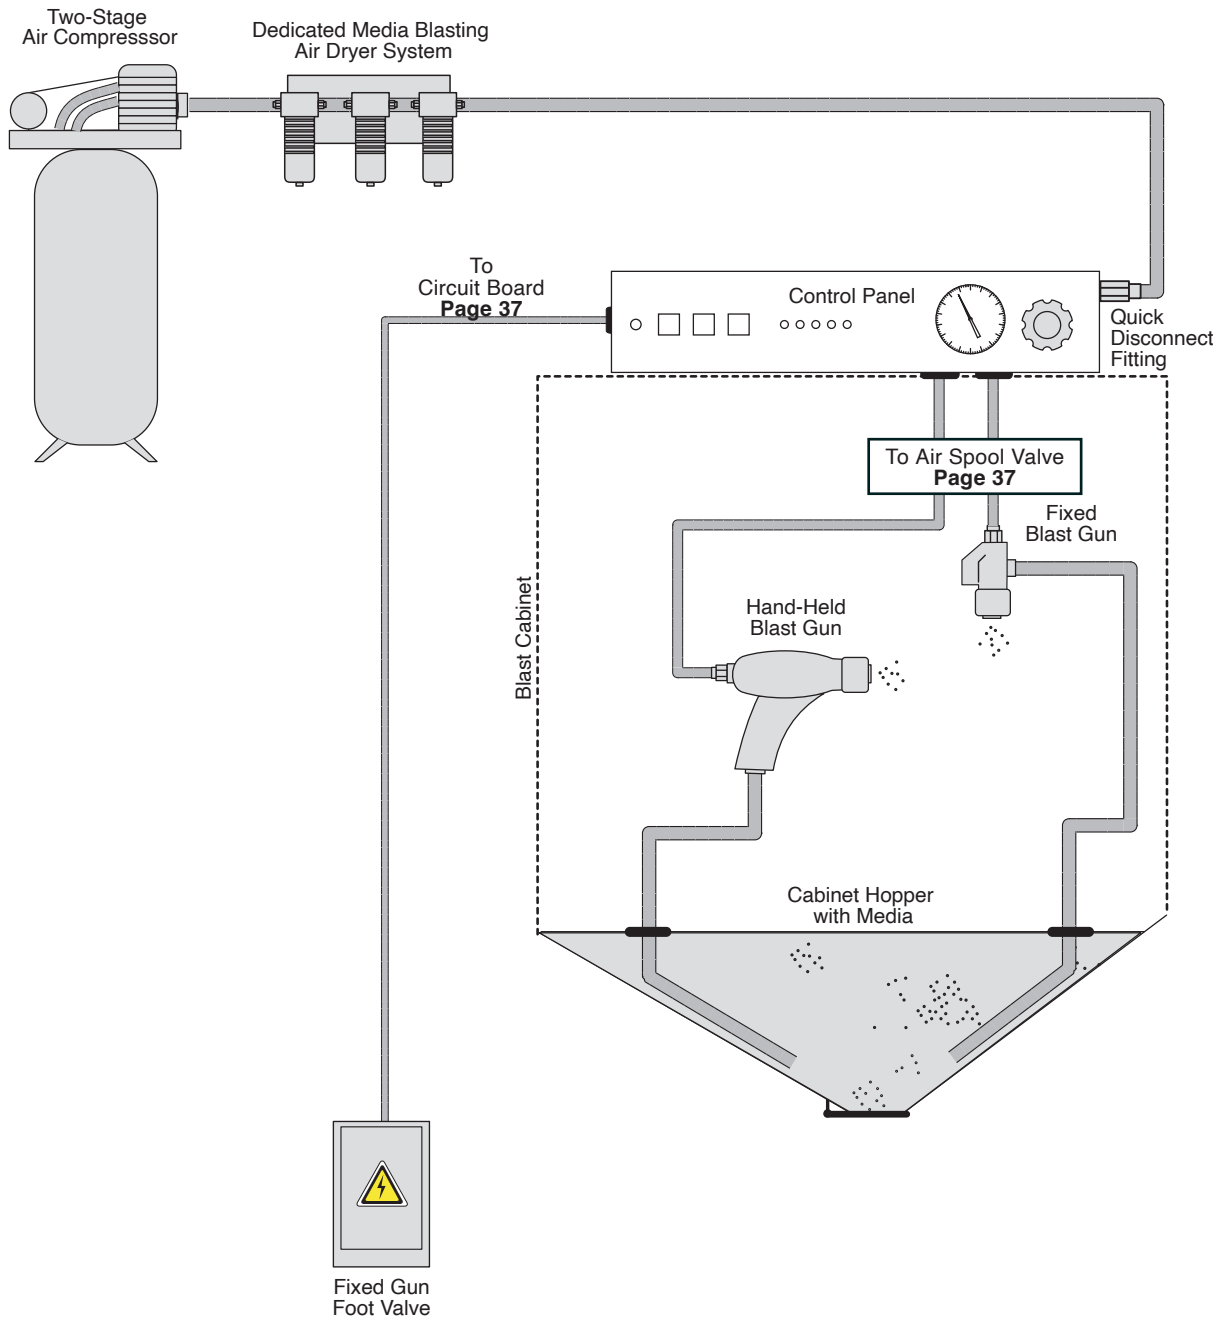 Two-Stage
Air Compresssor
Dedicated Media Blasting
Air Dryer System
To
Circuit Board
Page 37
Control Panel
Quick
Disconnect
Fitting
To Air Spool Valve
Page 37
Fixed
Blast Gun
Blast Cabinet
Hand-Held
Blast Gun
Cabinet Hopper
with Media
Fixed Gun
Foot Valve